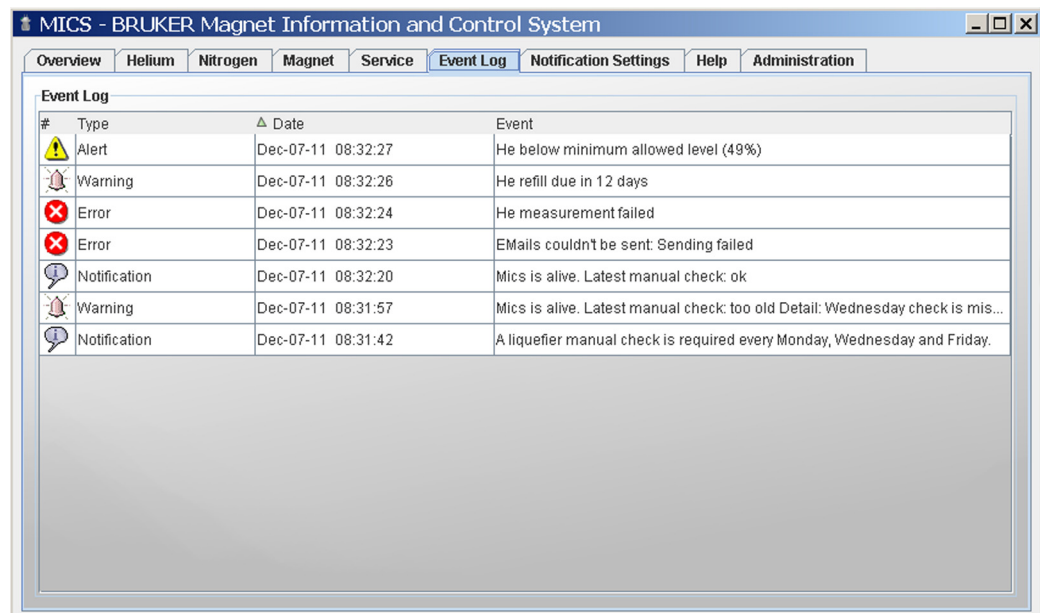 MICS - BRUKER Magnet Information and Control System
Overview Helium Nitrogen Magnet Service Event Log Notification Settings Help Administration
Event Log
# Type Date Event
Alert Dec-07-11 08:32:27 He below minimum allowed level (49%)
Warning Dec-07-11 08:32:26 He refill due in 12 days
Error Dec-07-11 08:32:24 He measurement failed
Error Dec-07-11 08:32:23 EMails couldn't be sent: Sending failed
Notification Dec-07-11 08:32:20 Mics is alive. Latest manual check: ok
Warning Dec-07-11 08:31:57 Mics is alive. Latest manual check: too old Detail: Wednesday check is mis...
Notification Dec-07-11 08:31:42 A liquefier manual check is required every Monday, Wednesday and Friday.